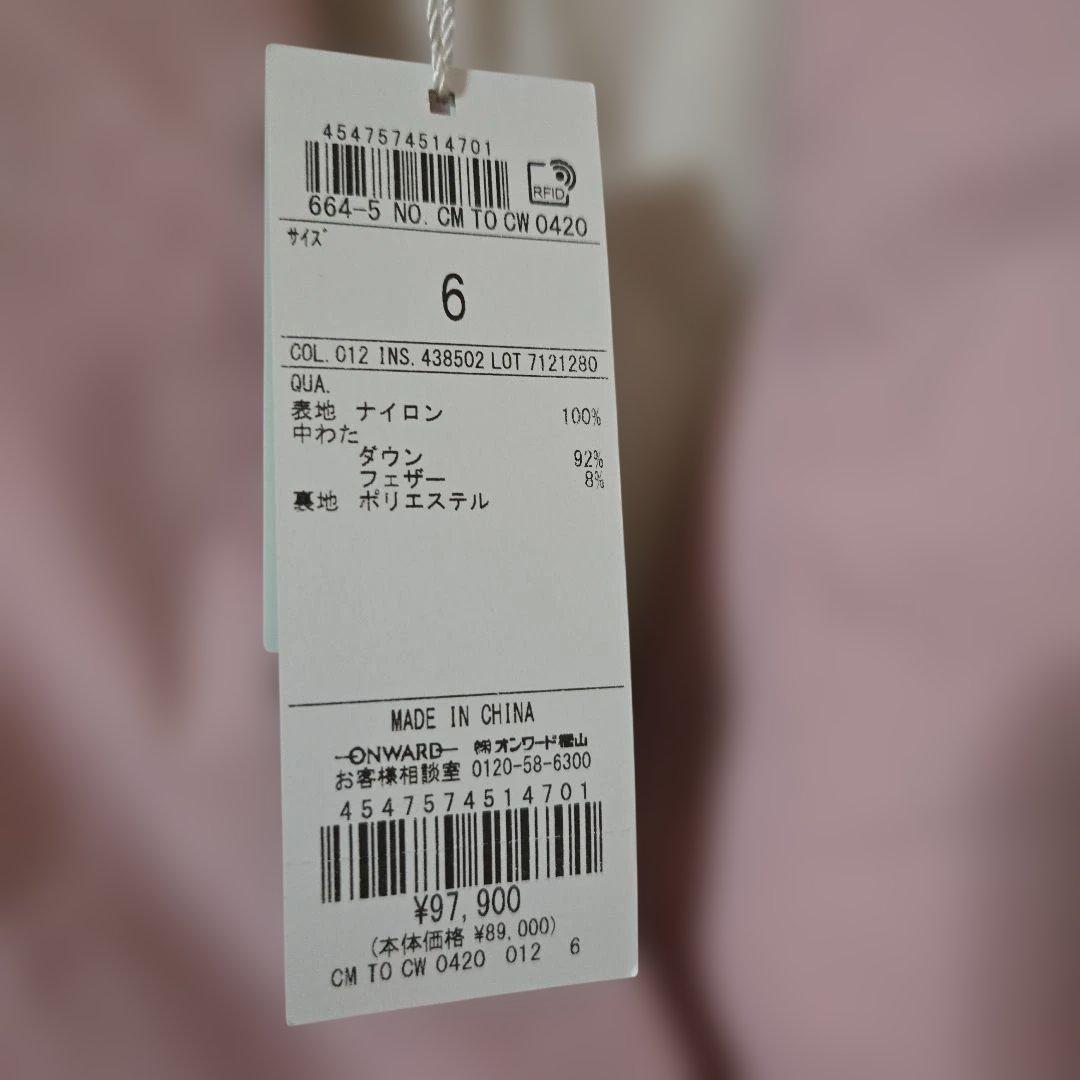 4547574514701
RFID
664-5 NO. CM TO CW 0420
サイズ
6
COL. 012 INS. 438502 LOT 7121280
QUA.
表地 ナイロン 100%
中わた
ダウン 92%
フェザー 8%
裏地 ポリエステル
MADE IN CHINA
ONWARD ㈱オンワード樫山
お客様相談室 0120-58-6300
4547574514701
¥97,900
(本体価格 ¥89,000)
CM TO CW 0420 012 6